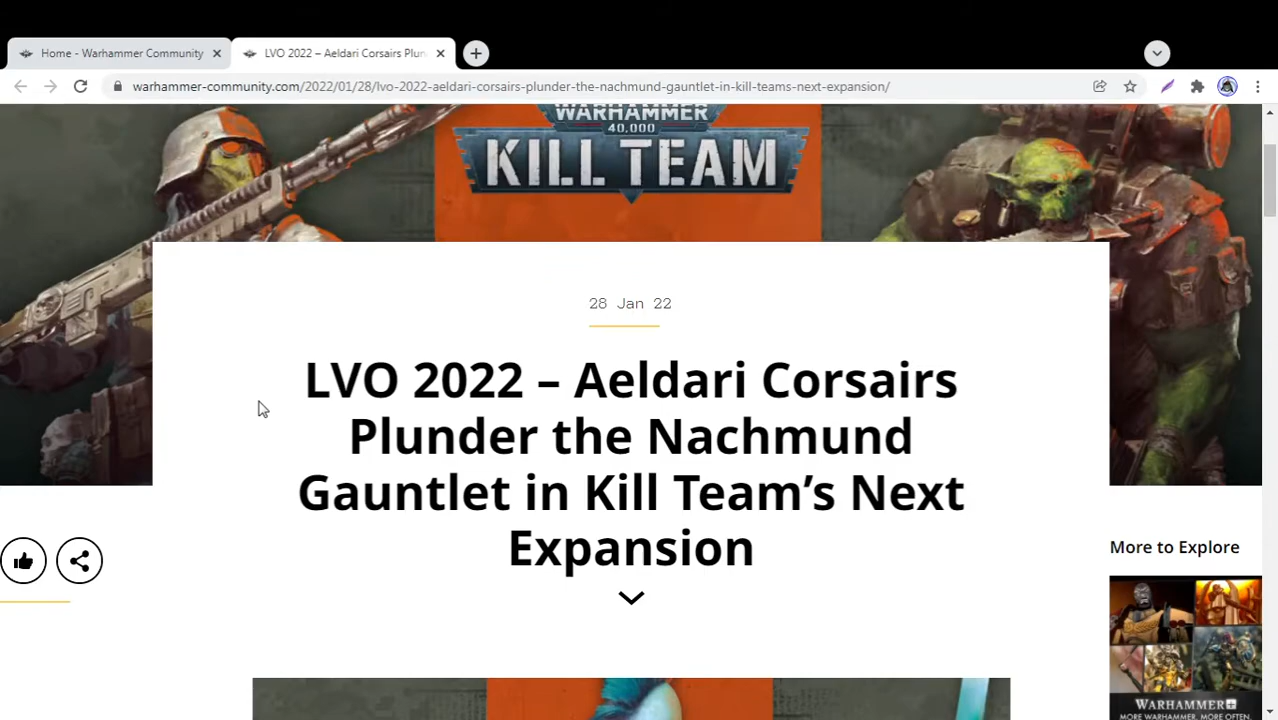 Home - Warhammer Community
LVO 2022 – Aeldari Corsairs Plun
warhammer-community.com/2022/01/28/lvo-2022-aeldari-corsairs-plunder-the-nachmund-gauntlet-in-kill-teams-next-expansion/
WARHAMMER
40,000
KILL TEAM
28 Jan 22
LVO 2022 – Aeldari Corsairs
Plunder the Nachmund
Gauntlet in Kill Team’s Next
Expansion
More to Explore
WARHAMMER+
MORE WARHAMMER. MORE OFTEN.